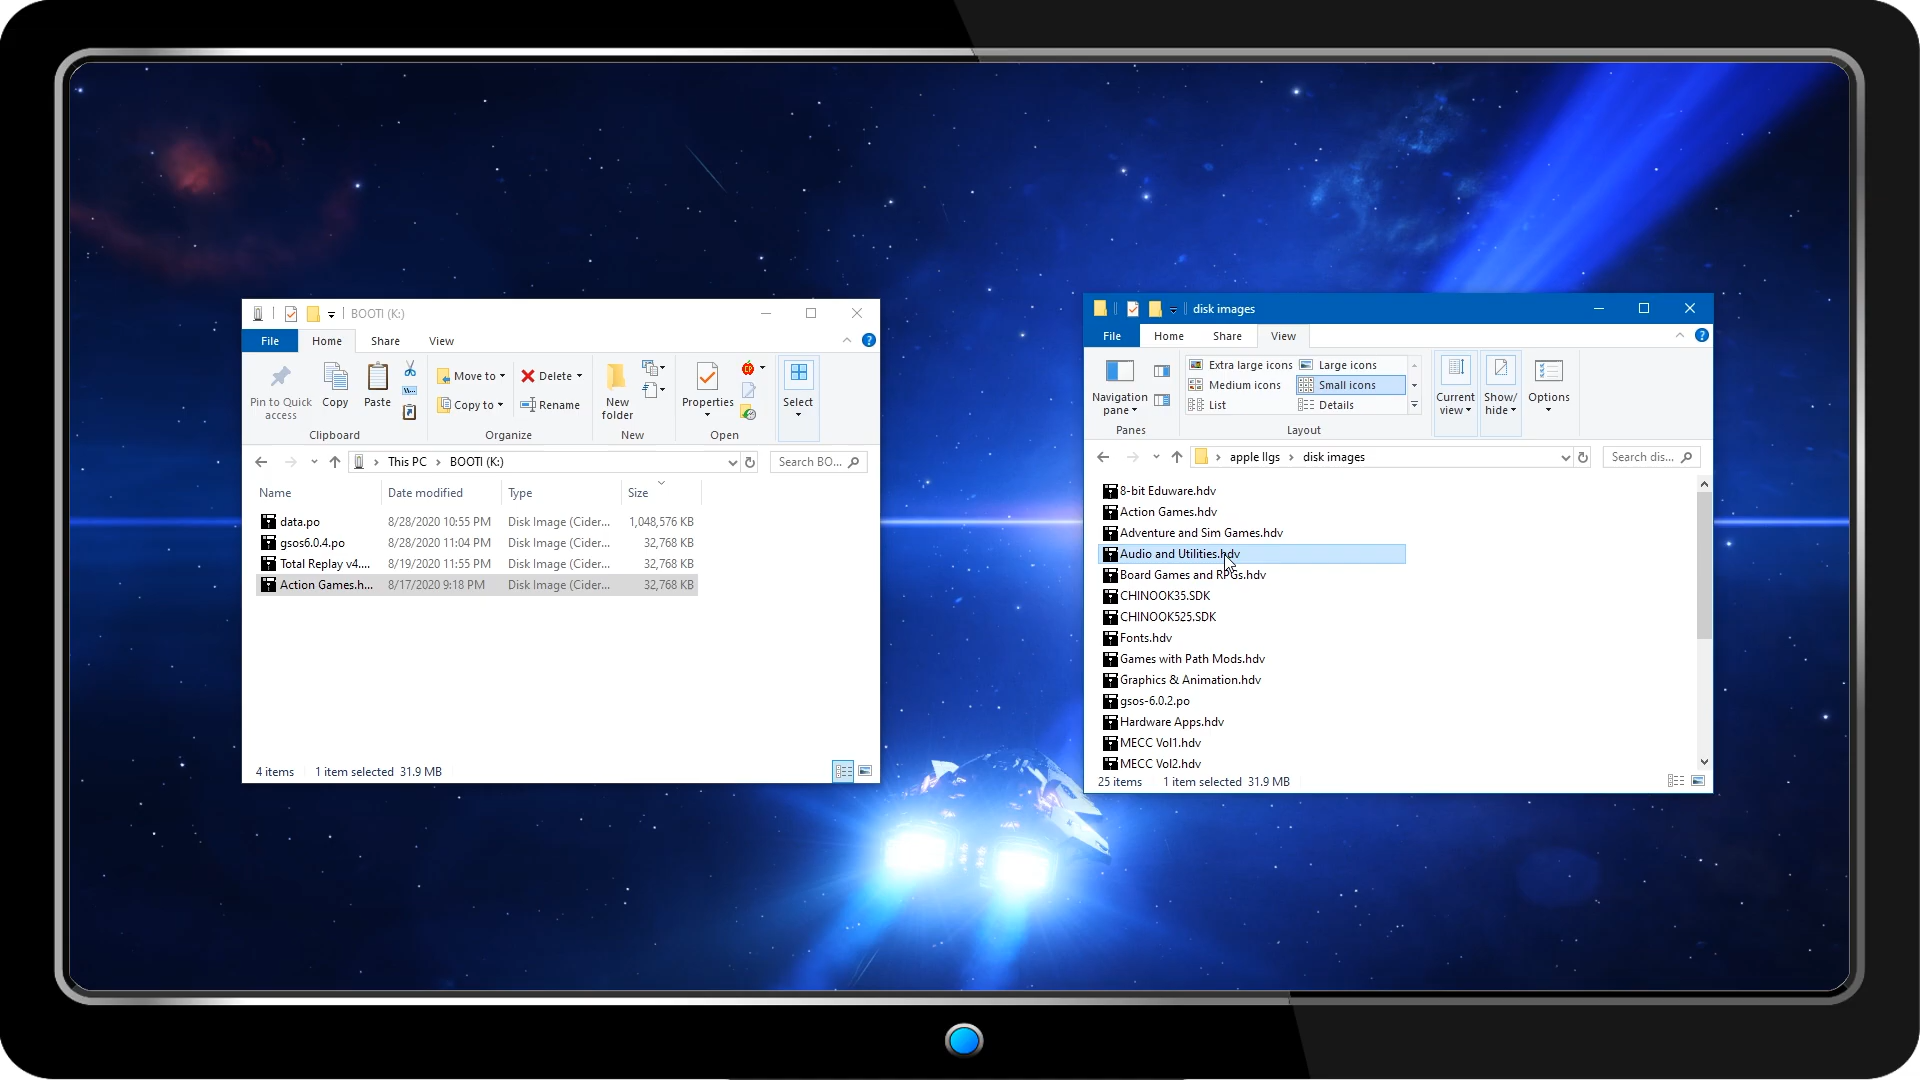 BOOTI (K:)
File Home Share View
Pin to Quick access
Copy
Paste
Clipboard
Move to
Copy to
Delete
Rename
Organize
New folder
New
Properties
Open
Select
This PC › BOOTI (K:)
Search BO...
Name Date modified Type Size
data.po 8/28/2020 10:55 PM Disk Image (Cider... 1,048,576 KB
gsos6.0.4.po 8/28/2020 11:04 PM Disk Image (Cider... 32,768 KB
Total Replay v4.... 8/19/2020 11:55 PM Disk Image (Cider... 32,768 KB
Action Games.h... 8/17/2020 9:18 PM Disk Image (Cider... 32,768 KB
4 items 1 item selected 31.9 MB
disk images
File Home Share View
Navigation pane
Panes
Extra large icons Large icons
Medium icons Small icons
List Details
Layout
Current view
Show/ hide
Options
apple IIgs › disk images
Search dis...
8-bit Eduware.hdv
Action Games.hdv
Adventure and Sim Games.hdv
Audio and Utilities.hdv
Board Games and RPGs.hdv
CHINOOK35.SDK
CHINOOK525.SDK
Fonts.hdv
Games with Path Mods.hdv
Graphics & Animation.hdv
gsos-6.0.2.po
Hardware Apps.hdv
MECC Vol1.hdv
MECC Vol2.hdv
25 items 1 item selected 31.9 MB